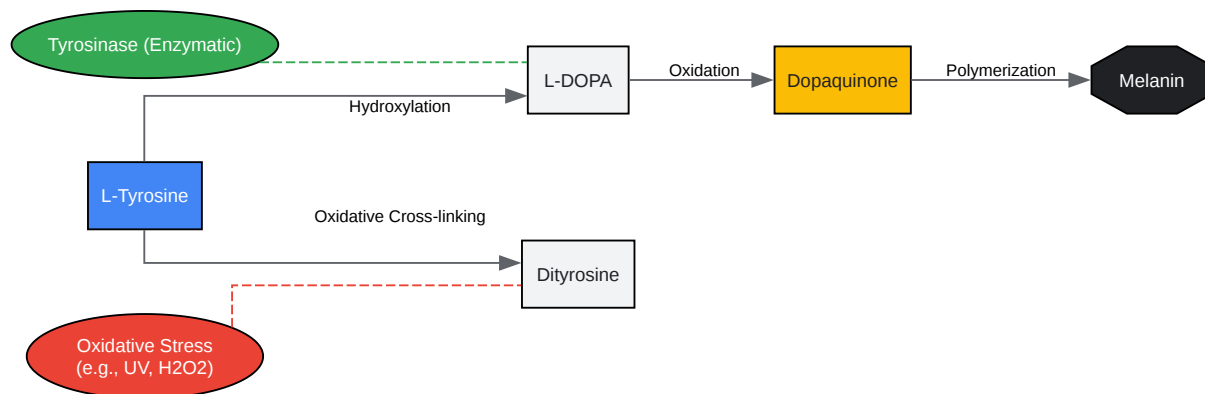 Tyrosinase (Enzymatic)
L-DOPA
Oxidation
Dopaquinone
Polymerization
Melanin
Hydroxylation
L-Tyrosine
Oxidative Cross-linking
Dityrosine
Oxidative Stress
(e.g., UV, H2O2)